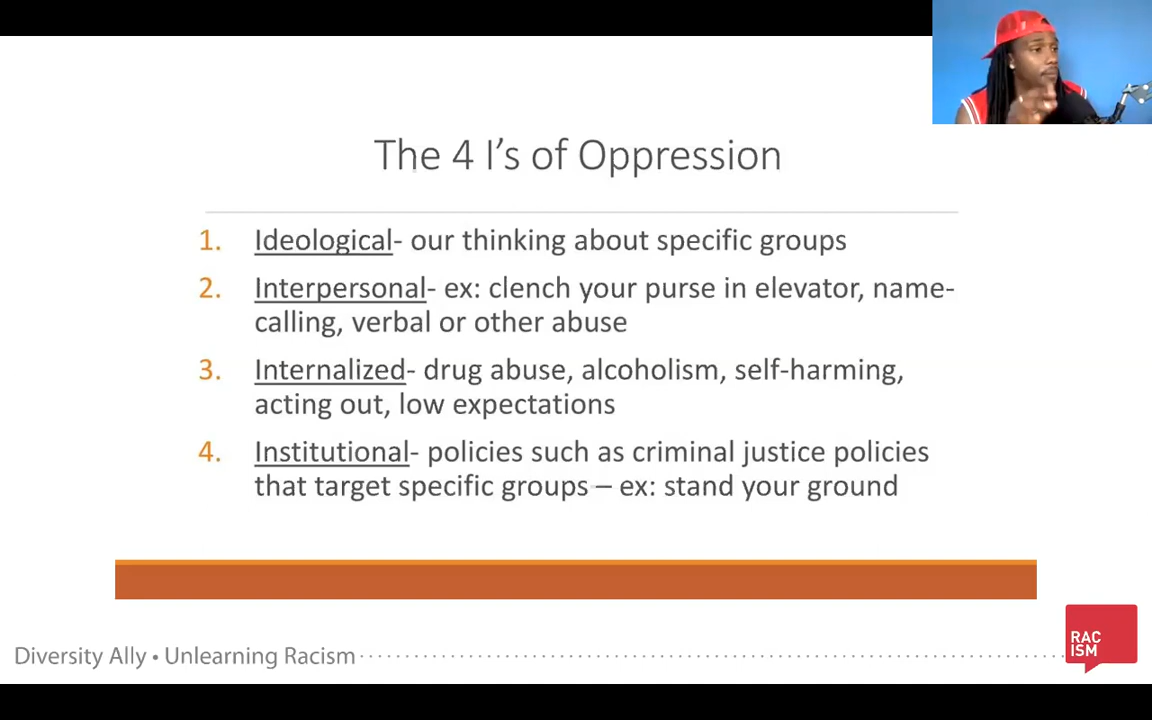 The 4 I’s of Oppression
1. Ideological- our thinking about specific groups
2. Interpersonal- ex: clench your purse in elevator, name-
calling, verbal or other abuse
3. Internalized- drug abuse, alcoholism, self-harming,
acting out, low expectations
4. Institutional- policies such as criminal justice policies
that target specific groups – ex: stand your ground
Diversity Ally • Unlearning Racism
RAC
ISM